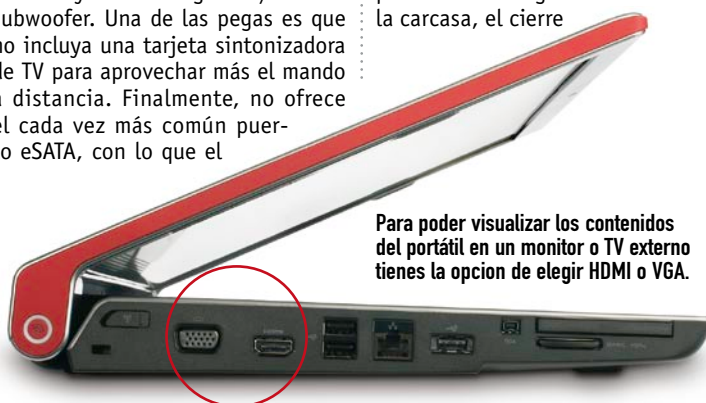 subwoofer. Una de las pegas es que
no incluya una tarjeta sintonizadora
de TV para aprovechar más el mando
a distancia. Finalmente, no ofrece
el cada vez más común puer-
o eSATA, con lo que el
la carcasa, el cierre
Para poder visualizar los contenidos
del portátil en un monitor o TV externo
tienes la opcion de elegir HDMI o VGA.
HDMI